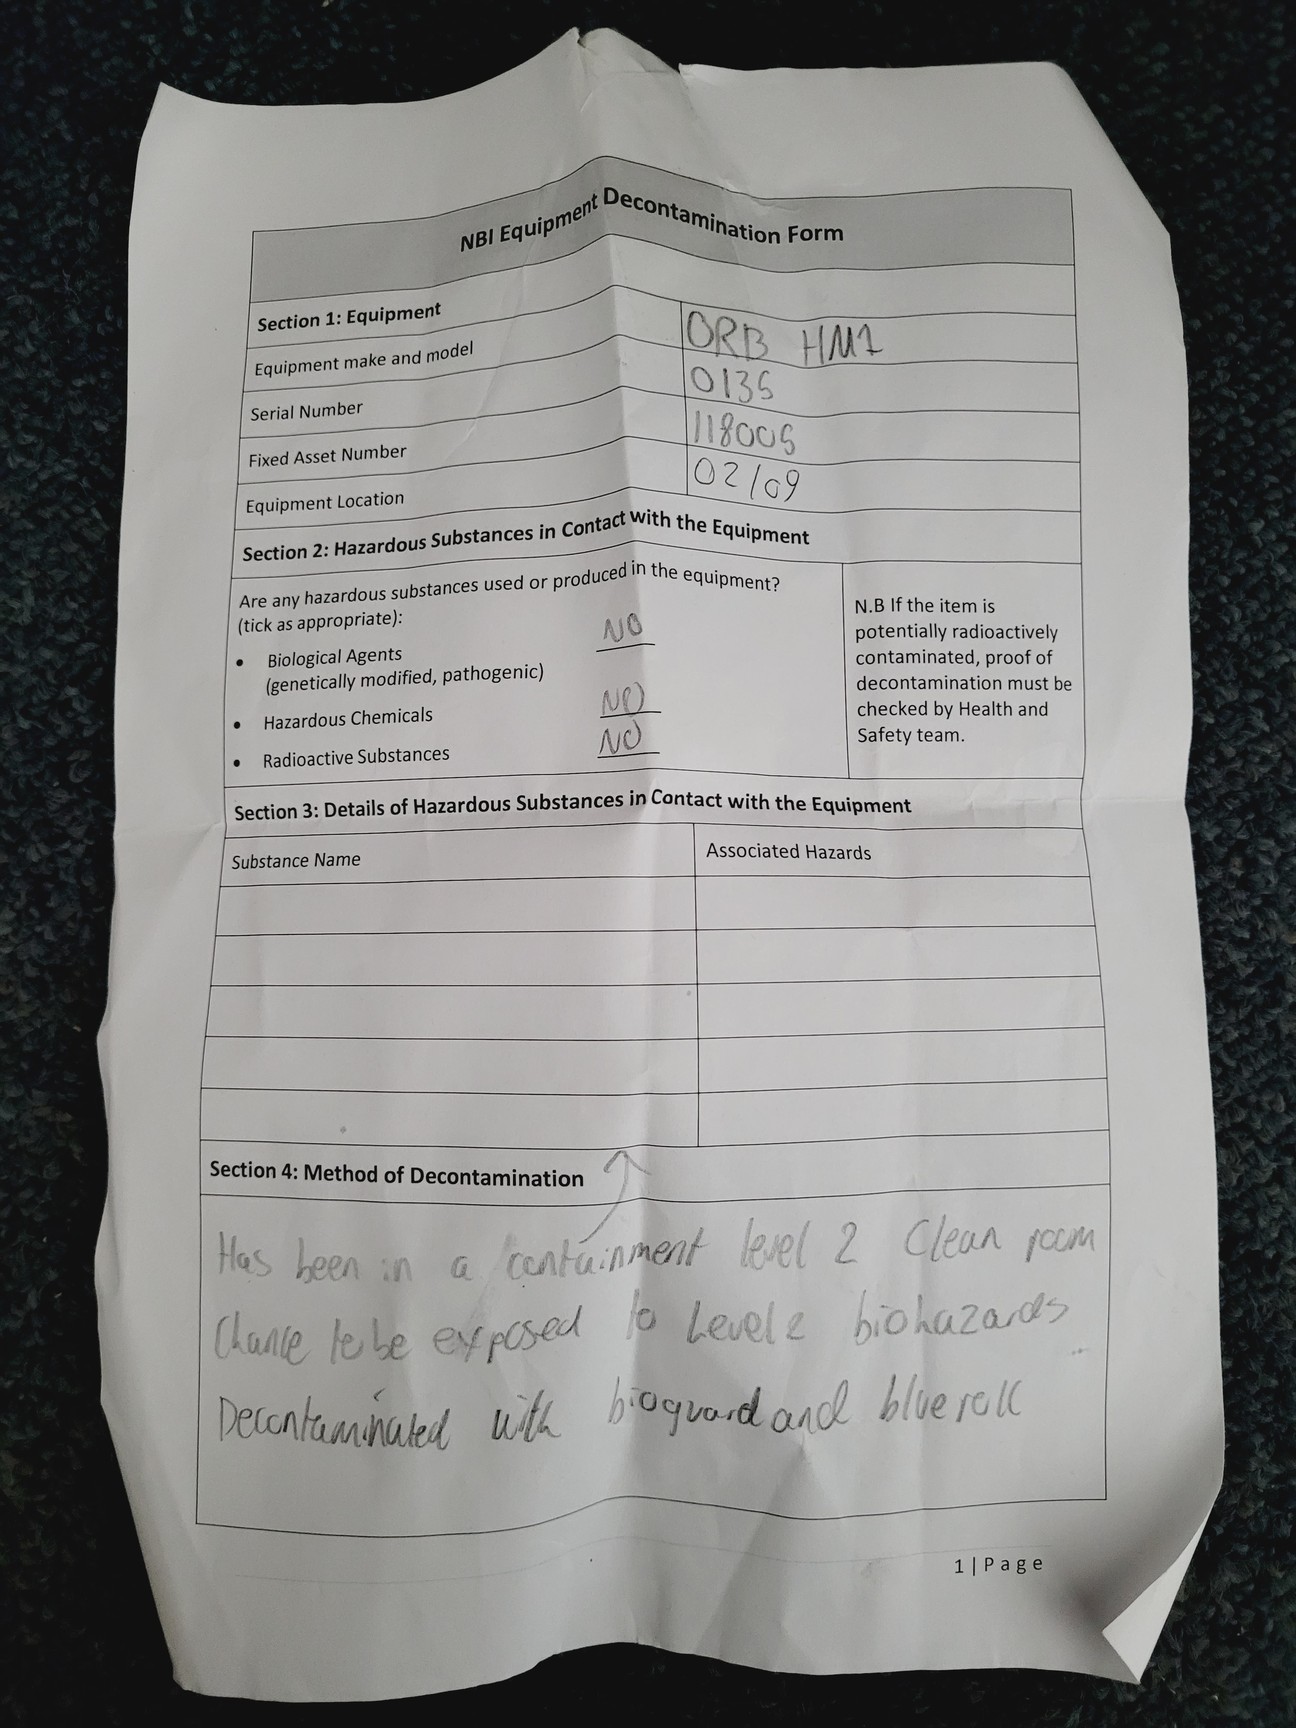 NBI Equipment Decontamination Form
Section 1: Equipment
Equipment make and model ORB HM1
Serial Number 0135
Fixed Asset Number 118005
Equipment Location 02/09
Section 2: Hazardous Substances in Contact with the Equipment
Are any hazardous substances used or produced in the equipment?
(tick as appropriate):
• Biological Agents NO
(genetically modified, pathogenic)
• Hazardous Chemicals NO
• Radioactive Substances NO
N.B If the item is
potentially radioactively
contaminated, proof of
decontamination must be
checked by Health and
Safety team.
Section 3: Details of Hazardous Substances in Contact with the Equipment
Substance Name Associated Hazards
Section 4: Method of Decontamination
Has been in a containment level 2 Clean room
Chance to be exposed to Level 2 biohazards
Decontaminated with bioguard and blue roll
1 | Page